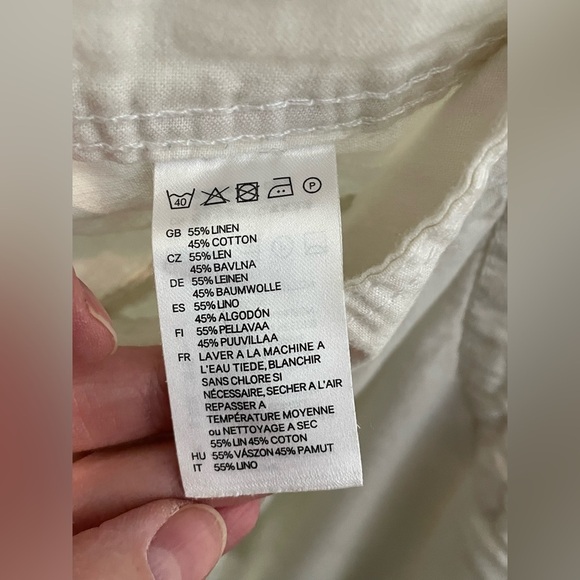 40 P
GB 55% LINEN
45% COTTON
CZ 55% LEN
45% BAVLNA
DE 55% LEINEN
45% BAUMWOLLE
ES 55% LINO
45% ALGODÓN
FI 55% PELLAVAA
45% PUUVILLAA
FR LAVER A LA MACHINE A
L'EAU TIEDE, BLANCHIR
SANS CHLORE SI
NÉCESSAIRE, SECHER A L'AIR
REPASSER A
TEMPÉRATURE MOYENNE
ou NETTOYAGE A SEC
55% LIN 45% COTON
HU 55% VÁSZON 45% PAMUT
IT 55% LINO